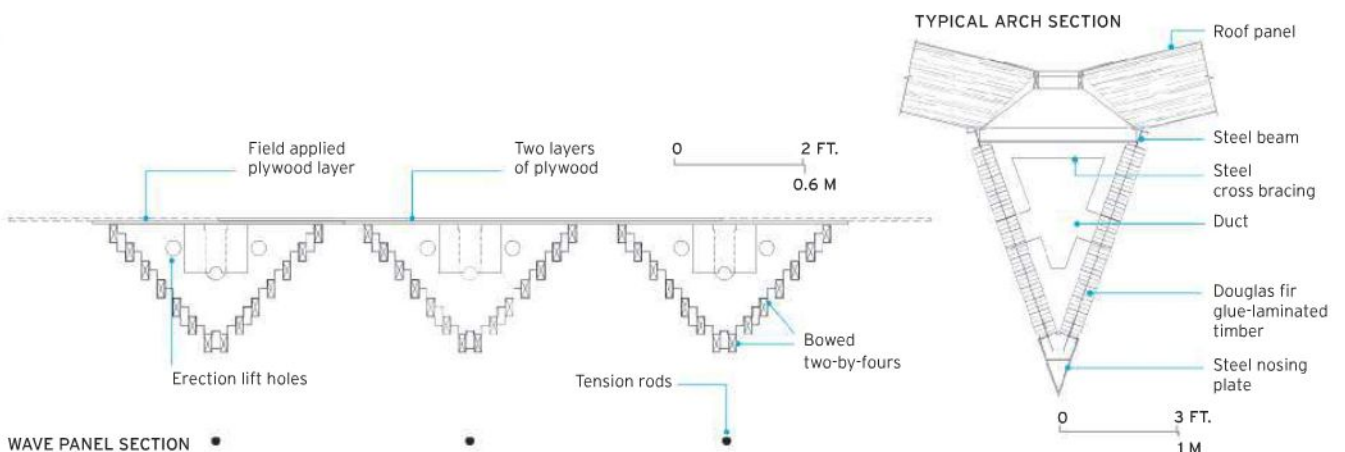 TYPICAL ARCH SECTION
Roof panel
Steel beam
Steel
cross bracing
Duct
Douglas fir
glue-laminated
timber
Steel nosing
plate
0 3 FT.
1 M
Field applied
plywood layer
Two layers
of plywood
0 2 FT.
0.6 M
Erection lift holes
Bowed
two-by-fours
Tension rods
WAVE PANEL SECTION